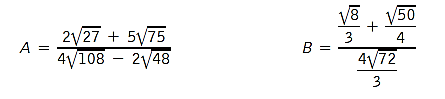 A = (2√27 + 5√75) / (4√108 − 2√48)
B = (√8/3 + √50/4) / (4√72/3)